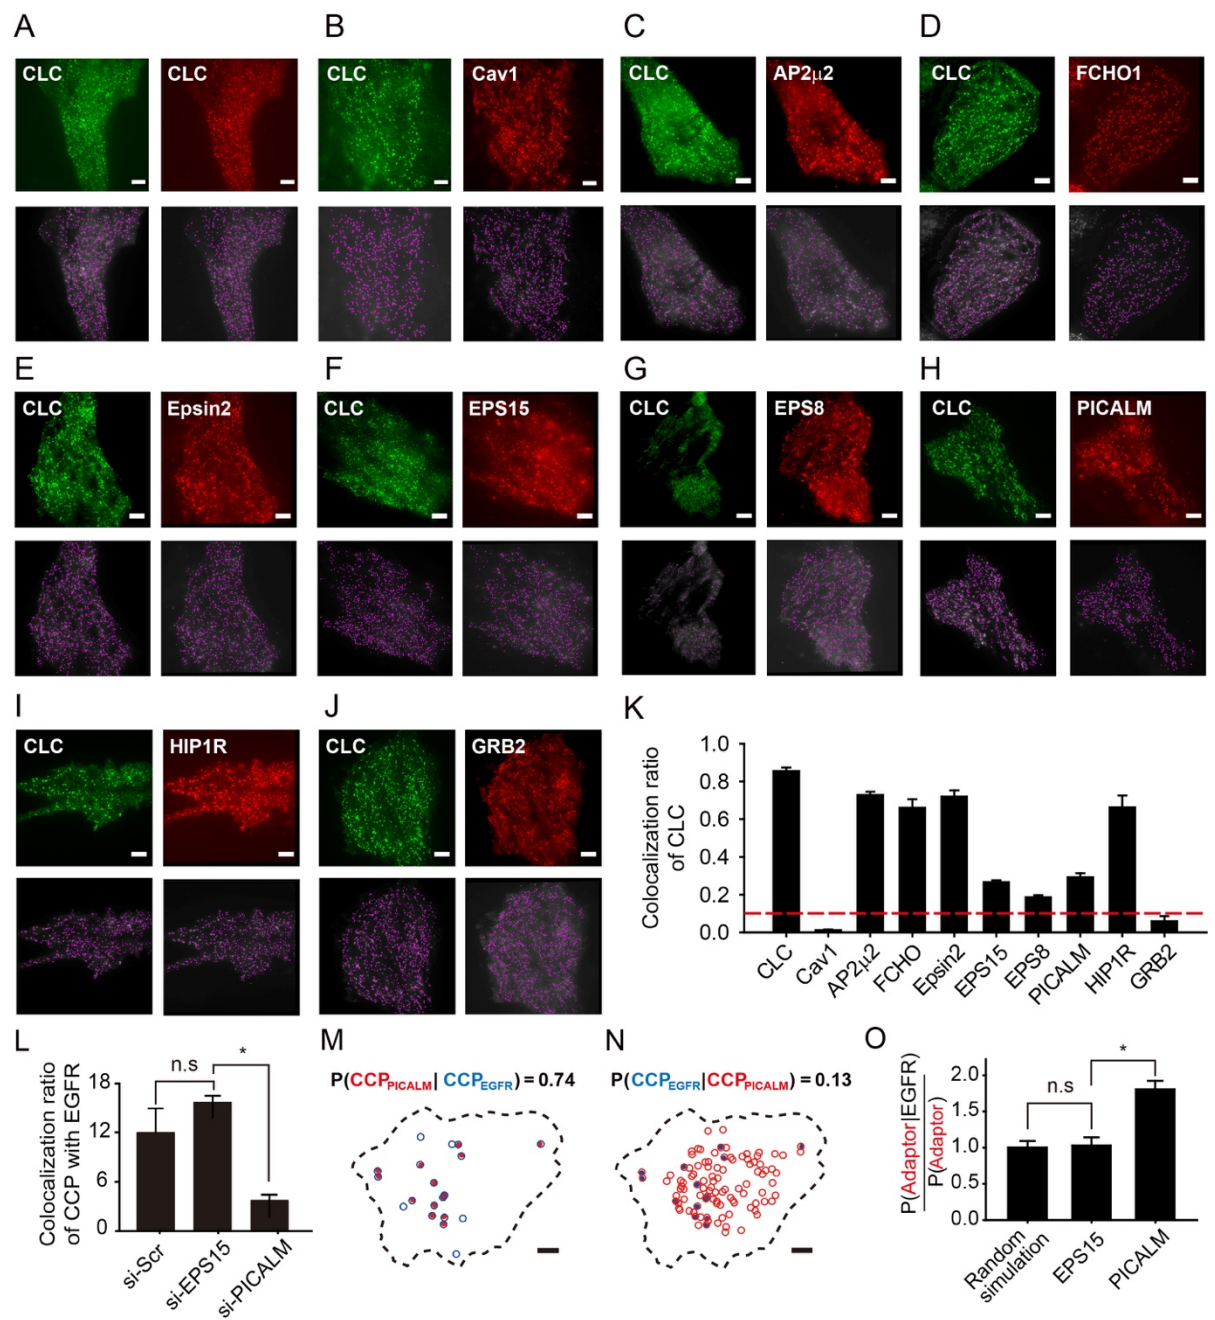 A
B
C
D
CLC
CLC
CLC
Cav1
CLC
AP2μ2
CLC
FCHO1
E
F
G
H
CLC
Epsin2
CLC
EPS15
CLC
EPS8
CLC
PICALM
I
J
K
CLC
HIP1R
CLC
GRB2
Colocalization ratio
of CLC
1.0
0.8
0.6
0.4
0.2
0.0
CLC
Cav1
AP2μ2
FCHO
Epsin2
EPS15
EPS8
PICALM
HIP1R
GRB2
L
Colocalization ratio
of CCP with EGFR
18
12
6
0
n.s
*
si-Scr
si-EPS15
si-PICALM
M
P(CCPPICALM| CCPEGFR) = 0.74
N
P(CCPEGFR|CCPPICALM) = 0.13
O
P(Adaptor|EGFR)
P(Adaptor)
2.0
1.5
1.0
0.5
0.0
n.s
*
Random
simulation
EPS15
PICALM